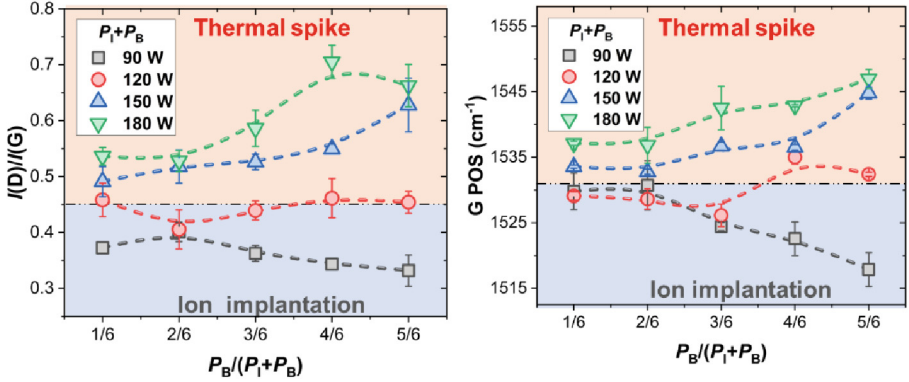 Thermal spike
P_I+P_B
90 W
120 W
150 W
180 W
Ion implantation
I(D)/I(G)
0.8
0.7
0.6
0.5
0.4
0.3
1/6
2/6
3/6
4/6
5/6
P_B/(P_I+P_B)
Thermal spike
P_I+P_B
90 W
120 W
150 W
180 W
Ion implantation
G POS (cm⁻¹)
1555
1545
1535
1525
1515
1/6
2/6
3/6
4/6
5/6
P_B/(P_I+P_B)